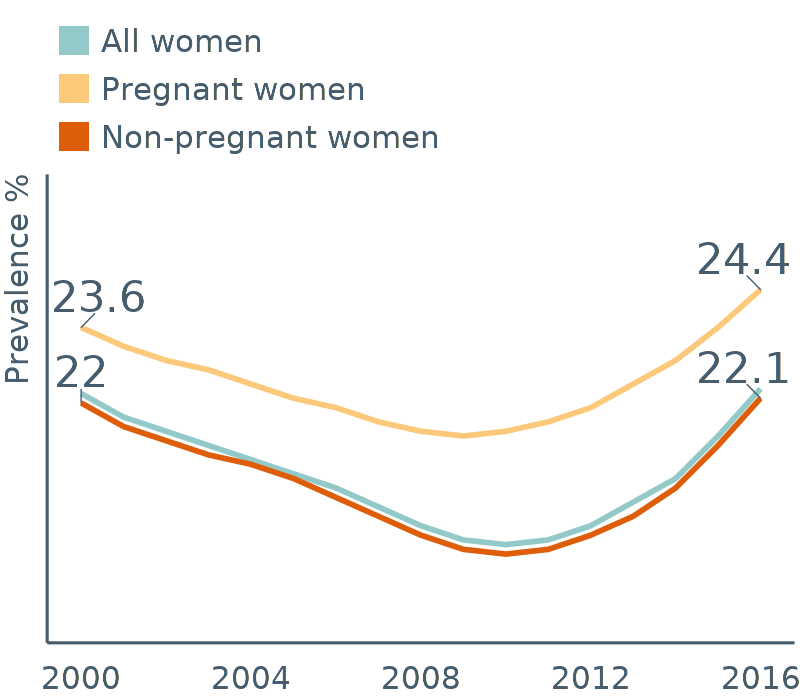 All women
Pregnant women
Non-pregnant women
Prevalence %
24.4
23.6
22
22.1
2000 2004 2008 2012 2016